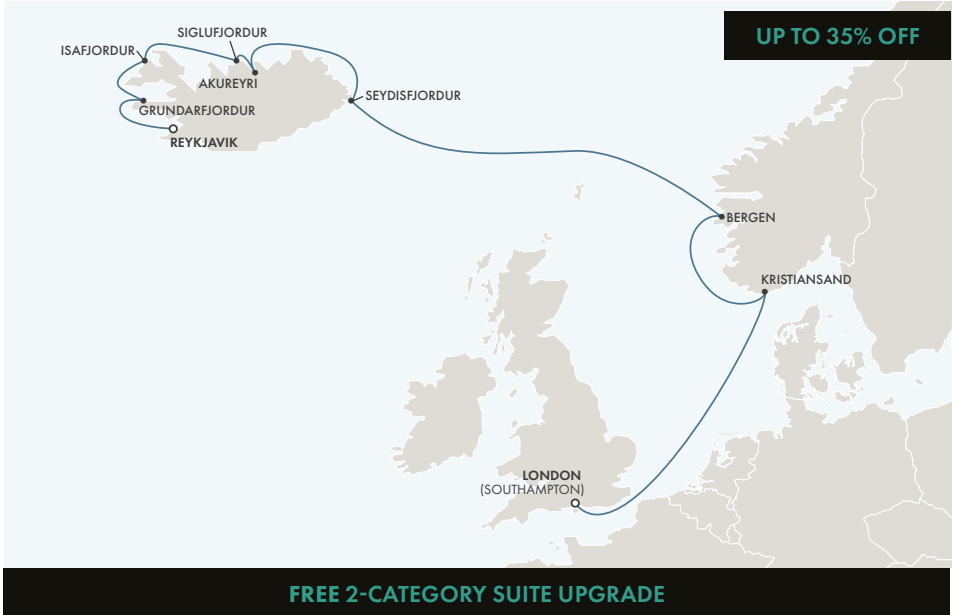 UP TO 35% OFF
SIGLUFJORDUR
ISAFJORDUR
AKUREYRI
SEYDISFJORDUR
GRUNDARFJORDUR
REYKJAVIK
BERGEN
KRISTIANSAND
LONDON
(SOUTHAMPTON)
FREE 2-CATEGORY SUITE UPGRADE